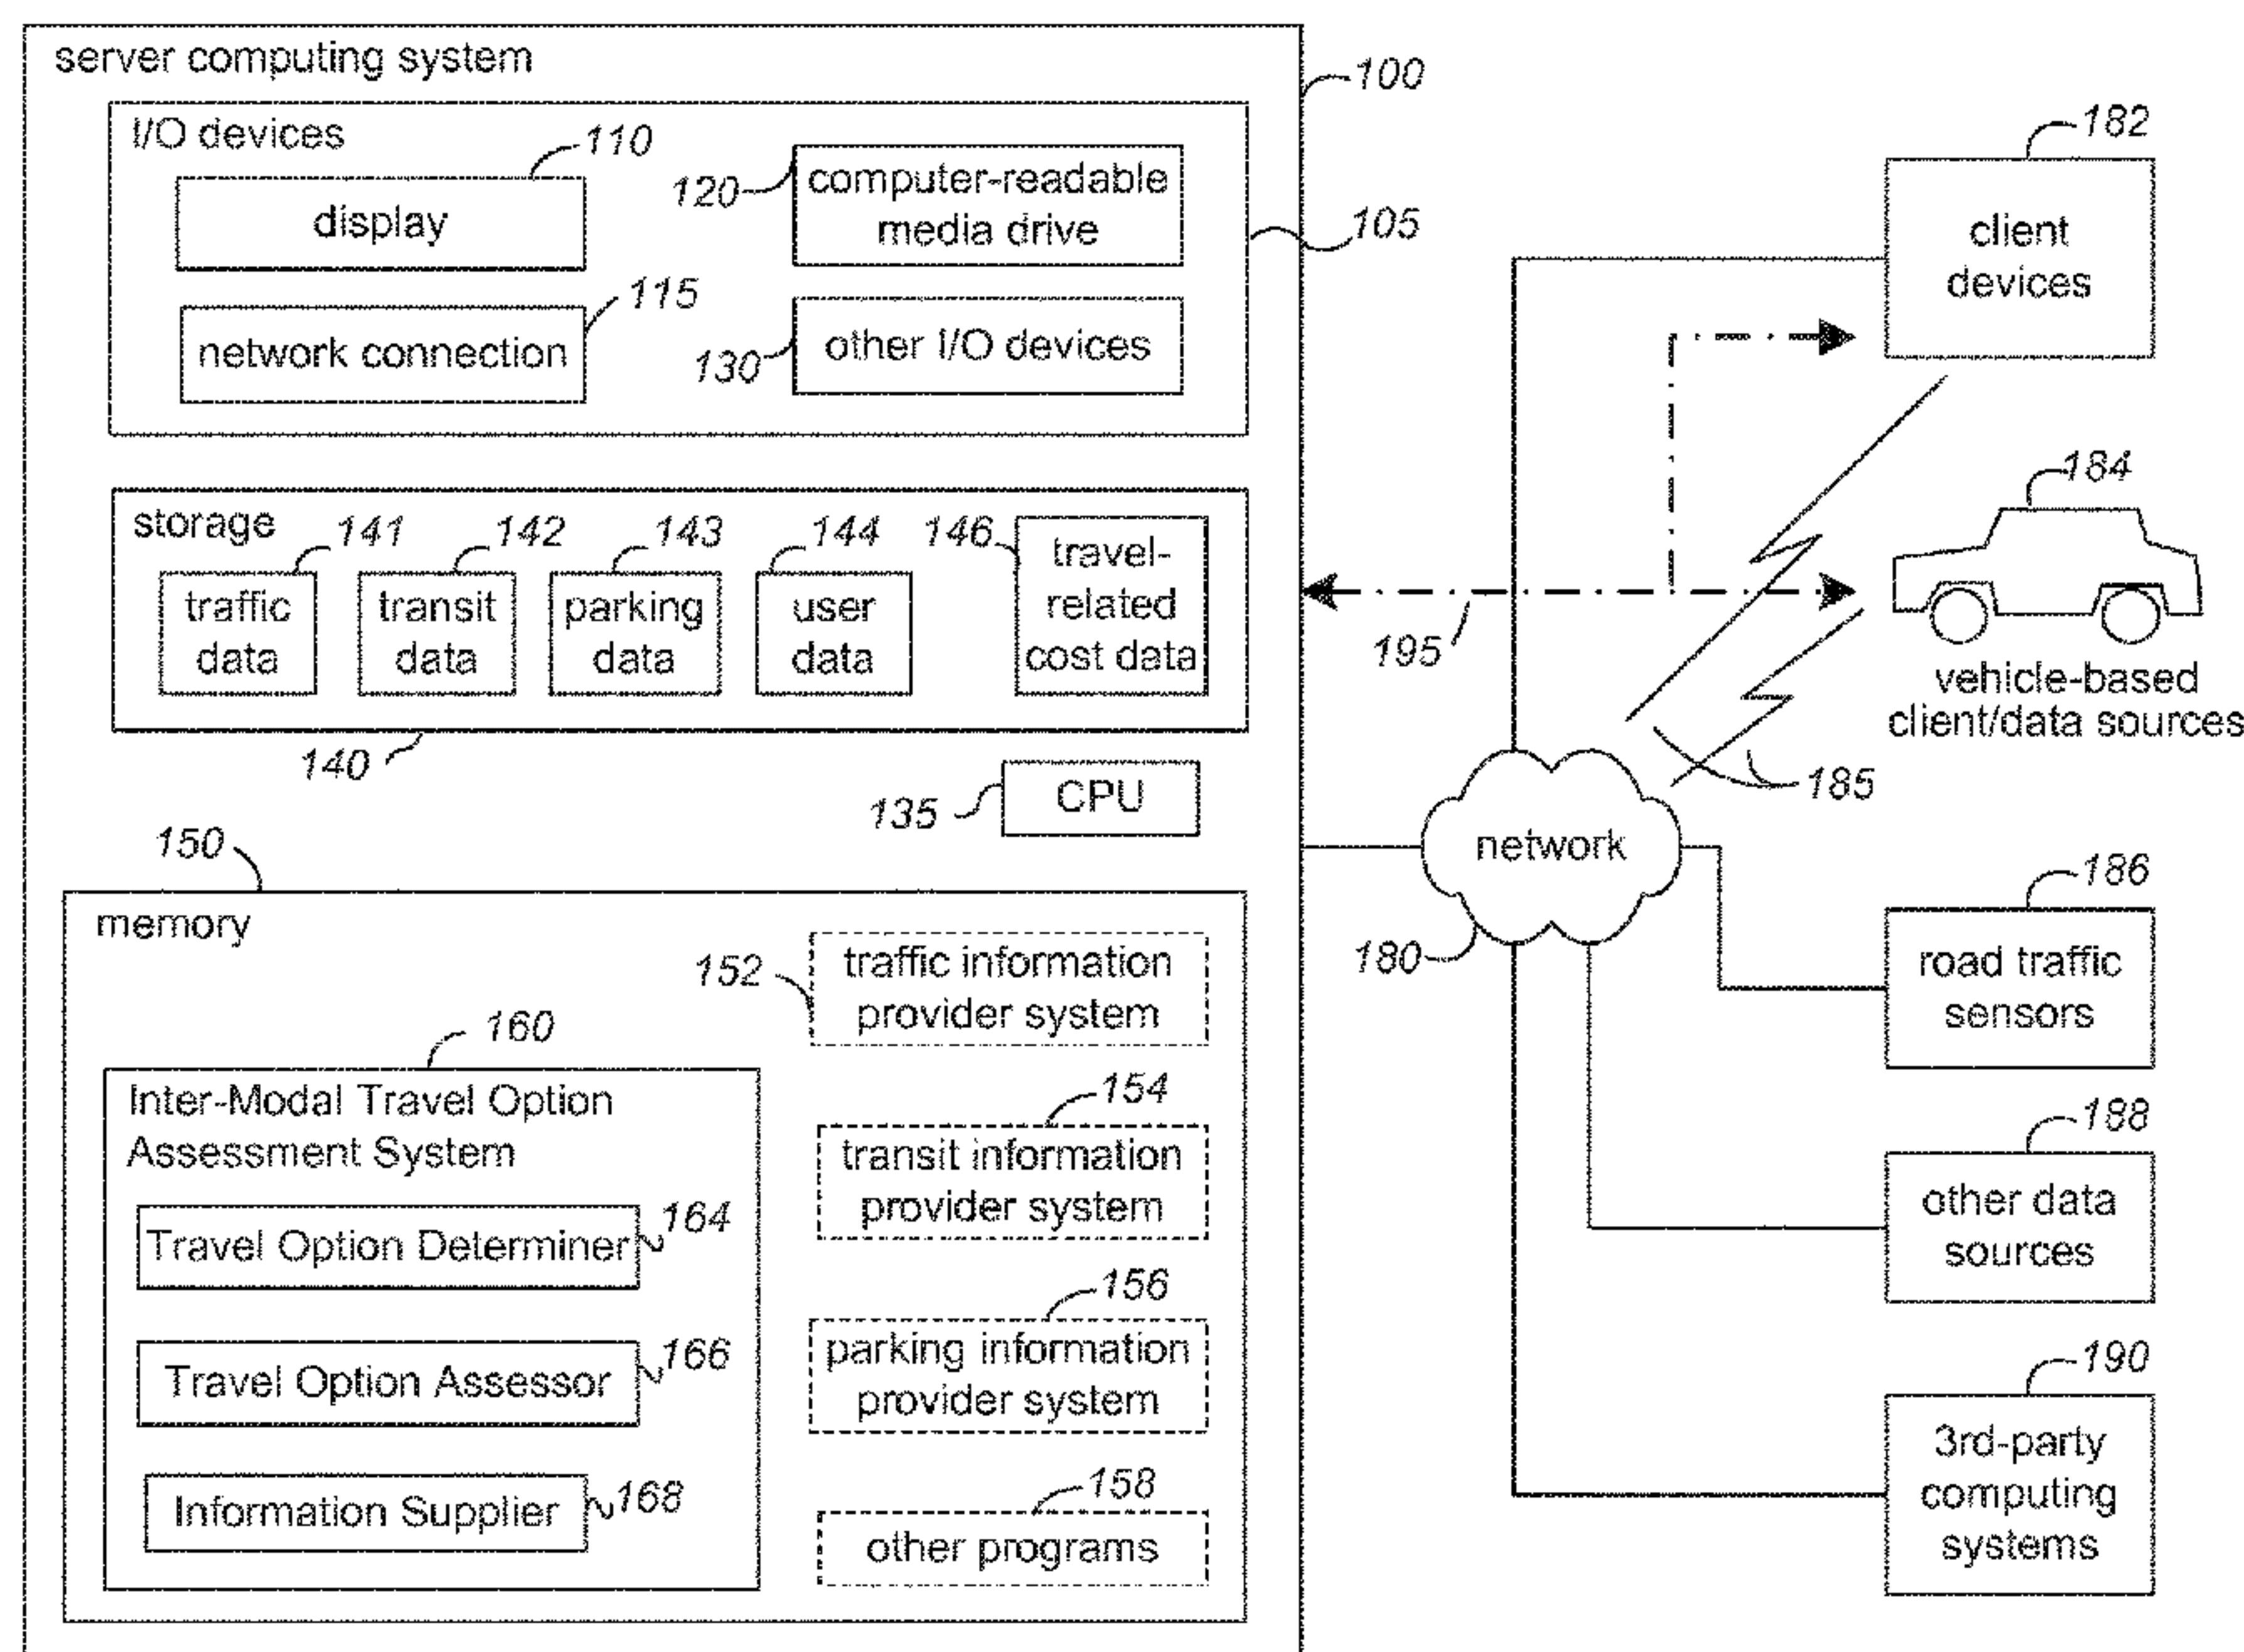 server computing system
100
I/O devices
110
display
120
computer-readable
media drive
105
115
network connection
130
other I/O devices
storage
141
traffic
data
142
transit
data
143
parking
data
144
user
data
146
travel-
related
cost data
140
135
CPU
150
memory
152
traffic information
provider system
160
Inter-Modal Travel Option
Assessment System
154
transit information
provider system
Travel Option Determiner
164
156
parking information
provider system
Travel Option Assessor
166
Information Supplier
168
158
other programs
182
client
devices
184
195
vehicle-based
client/data sources
185
network
180
186
road traffic
sensors
188
other data
sources
190
3rd-party
computing
systems